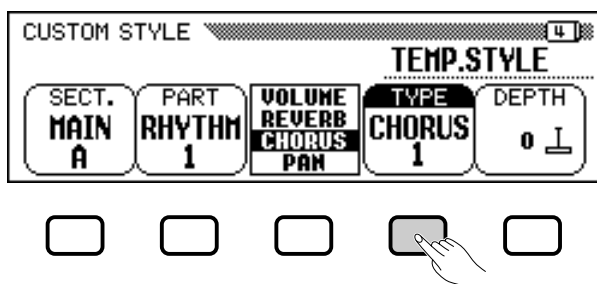 CUSTOM STYLE
4
TEMP.STYLE
SECT.
MAIN
A
PART
RHYTHM
1
VOLUME
REVERB
CHORUS
PAN
TYPE
CHORUS
1
DEPTH
0